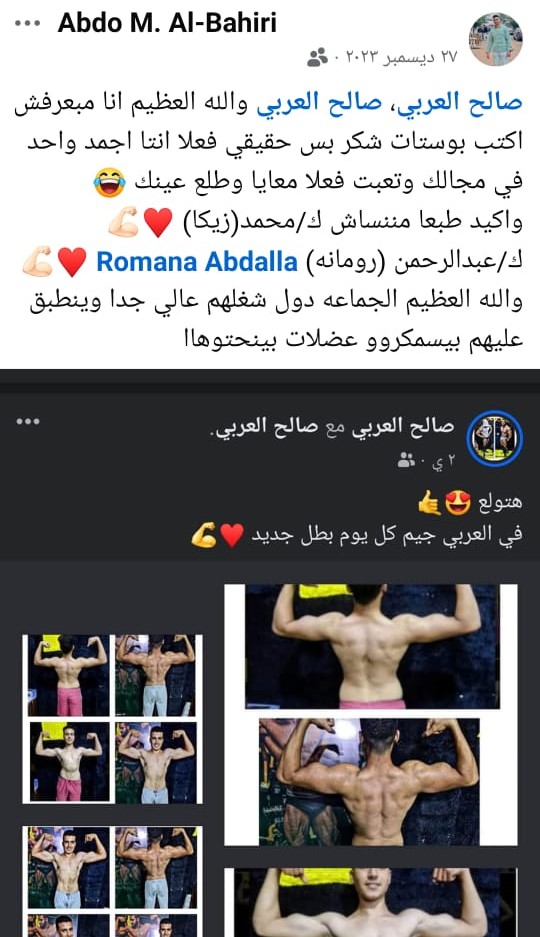 Abdo M. Al-Bahiri
٢٧ ديسمبر ٢٠٢٣ ·
صالح العربي، صالح العربي والله العظيم انا مبعرفش
اكتب بوستات شكر بس حقيقي فعلا انتا اجمد واحد
في مجالك وتعبت فعلا معايا وطلع عينك 😂
واكيد طبعا مننساش ك/محمد(زيكا) ❤️💪🏻
ك/عبدالرحمن (رومانه) Romana Abdalla ❤️💪🏻
والله العظيم الجماعه دول شغلهم عالي جدا وينطبق
عليهم بيسمكروو عضلات بينحتوهاا
صالح العربي مع صالح العربي.
٢ ي ·
هتولع 😍🤙
في العربي جيم كل يوم بطل جديد ❤️💪